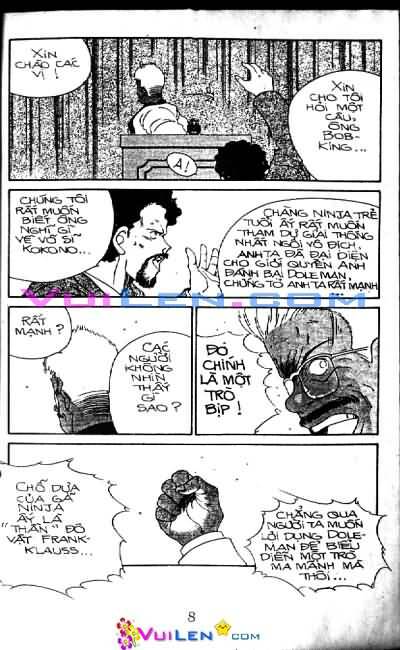 XIN
CHÀO CÁC
VỊ !
XIN
CHO TÔI
HỎI MỘT
CÂU,
ÔNG
BOB-
KING...
A1
CHÚNG TÔI
RẤT MUỐN
BIẾT ÔNG
NGHĨ GÌ
VỀ VÕ SĨ
KOKONO...
CHÀNG NINJA TRẺ
TUỔI ẤY RẤT MUỐN
THAM DỰ GIẢI THỐNG
NHẤT NGÔI VÔ ĐỊCH.
ANH TA ĐÃ ĐẠI DIỆN
CHO GIỚI QUYỀN ANH
ĐÁNH BẠI DOLEMAN,
CHỨNG TỎ ANH TA RẤT MẠNH
VUILEN.COM
RẤT
MẠNH ?
CÁC
NGƯỜI
KHÔNG
NHÌN
THẤY
GÌ
SAO ?
ĐÓ
CHÍNH
LÀ MỘT
TRÒ
BỊP !
CHỖ DỰA
CỦA GÃ
NINJA
ẤY LÀ
"THẦN" ĐÔ
VẬT FRANK-
KLAUSS...
CHẲNG QUA
NGƯỜI TA MUỐN
LỢI DỤNG DOLE-
MAN ĐỂ BIỂU
DIỄN MỘT TRÒ
MA MÃNH MÀ
THÔI...
8
VUILEN.COM